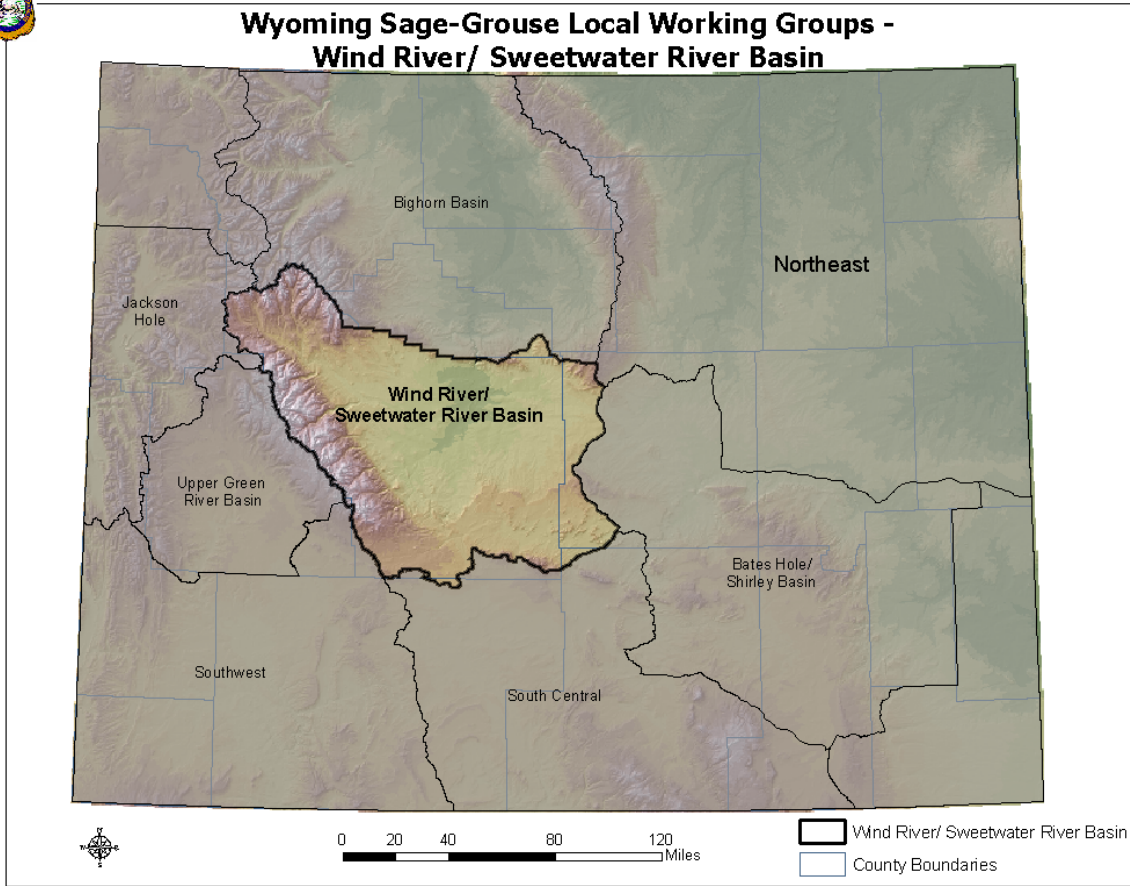 Wyoming Sage-Grouse Local Working Groups -
Wind River/ Sweetwater River Basin
Bighorn Basin
Northeast
Jackson
Hole
Wind River/
Sweetwater River Basin
Upper Green
River Basin
Bates Hole/
Shirley Basin
Southwest
South Central
0 20 40 80 120
Miles
Wind River/ Sweetwater River Basin
County Boundaries